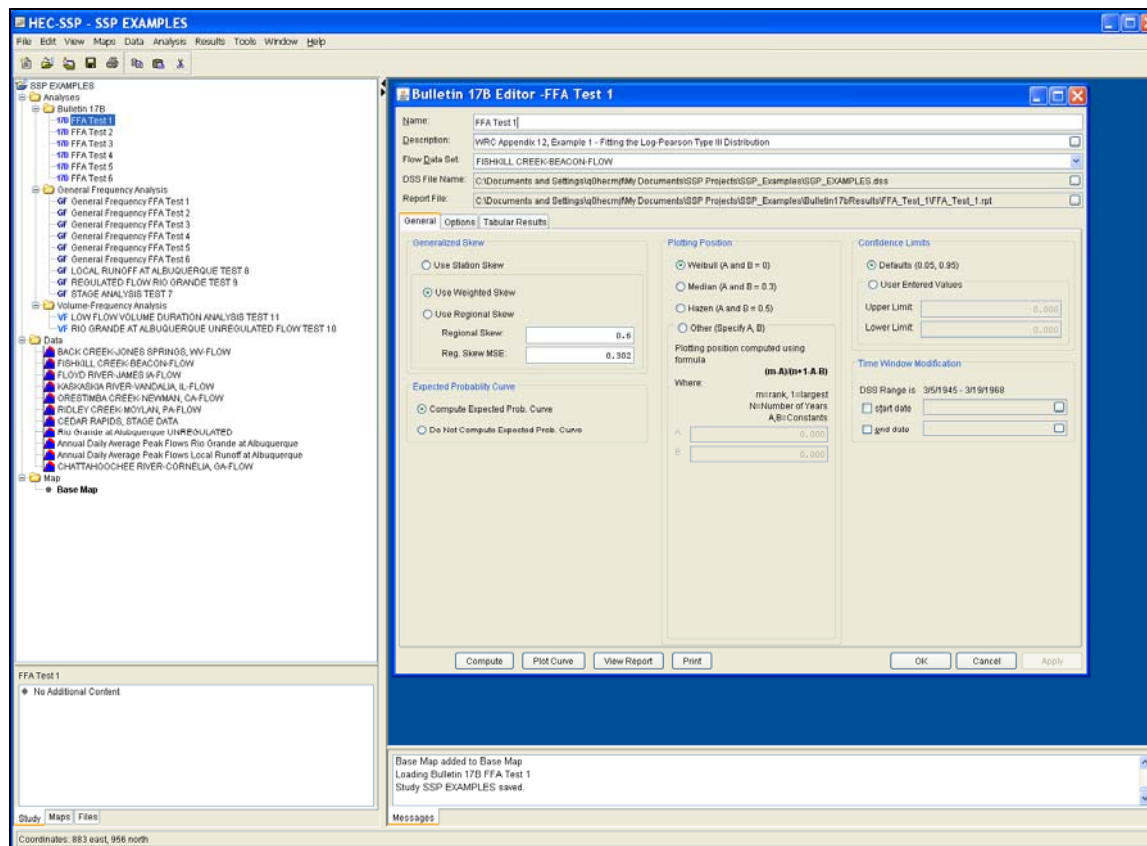 HEC-SSP - SSP EXAMPLES
File Edit View Maps Data Analysis Results Tools Window Help
SSP EXAMPLES
Analyses
Bulletin 17B
17B FFA Test 1
17B FFA Test 2
17B FFA Test 3
17B FFA Test 4
17B FFA Test 5
17B FFA Test 6
General Frequency Analysis
GF General Frequency FFA Test 1
GF General Frequency FFA Test 2
GF General Frequency FFA Test 3
GF General Frequency FFA Test 4
GF General Frequency FFA Test 5
GF General Frequency FFA Test 6
GF LOCAL RUNOFF AT ALBUQUERQUE TEST 8
GF REGULATED FLOW RIO GRANDE TEST 9
GF STAGE ANALYSIS TEST 7
Volume-Frequency Analysis
VF LOW FLOW VOLUME DURATION ANALYSIS TEST 11
VF RIO GRANDE AT ALBUQUERQUE UNREGULATED FLOW TEST 10
Data
BACK CREEK-JONES SPRINGS, WV-FLOW
FISHKILL CREEK-BEACON-FLOW
FLOYD RIVER-JAMES IA-FLOW
KASKASKIA RIVER-VANDALIA, IL-FLOW
ORESTIMBA CREEK-NEWMAN, CA-FLOW
RIDLEY CREEK-MOYLAN, PA-FLOW
CEDAR RAPIDS, STAGE DATA
Rio Grande at Albuquerque UNREGULATED
Annual Daily Average Peak Flows Rio Grande at Albuquerque
Annual Daily Average Peak Flows Local Runoff at Albuquerque
CHATTAHOOCHEE RIVER-CORNELIA, GA-FLOW
Map
Base Map
FFA Test 1
No Additional Content
Study Maps Files
Coordinates: 883 east, 956 north
Bulletin 17B Editor -FFA Test 1
Name: FFA Test 1
Description: WRC Appendix 12, Example 1 - Fitting the Log-Pearson Type III Distribution
Flow Data Set: FISHKILL CREEK-BEACON-FLOW
DSS File Name: C:\Documents and Settings\q0hecmjf\My Documents\SSP Projects\SSP_Examples\SSP_EXAMPLES.dss
Report File: C:\Documents and Settings\q0hecmjf\My Documents\SSP Projects\SSP_Examples\Bulletin17bResults\FFA_Test_1\FFA_Test_1.rpt
General Options Tabular Results
Generalized Skew
Use Station Skew
Use Weighted Skew
Use Regional Skew
Regional Skew: 0.6
Reg. Skew MSE: 0.302
Expected Probablity Curve
Compute Expected Prob. Curve
Do Not Compute Expected Prob. Curve
Plotting Position
Weibull (A and B = 0)
Median (A and B = 0.3)
Hazen (A and B = 0.5)
Other (Specify A, B)
Plotting position computed using
formula
(m-A)/(n+1-A-B)
Where:
m=rank, 1=largest
N=Number of Years
A,B=Constants
A: 0.000
B: 0.000
Confidence Limits
Defaults (0.05, 0.95)
User Entered Values
Upper Limit: 0.000
Lower Limit: 0.000
Time Window Modification
DSS Range is 3/5/1945 - 3/19/1968
start date
end date
Compute Plot Curve View Report Print OK Cancel Apply
Base Map added to Base Map
Loading Bulletin 17B FFA Test 1
Study SSP EXAMPLES saved.
Messages